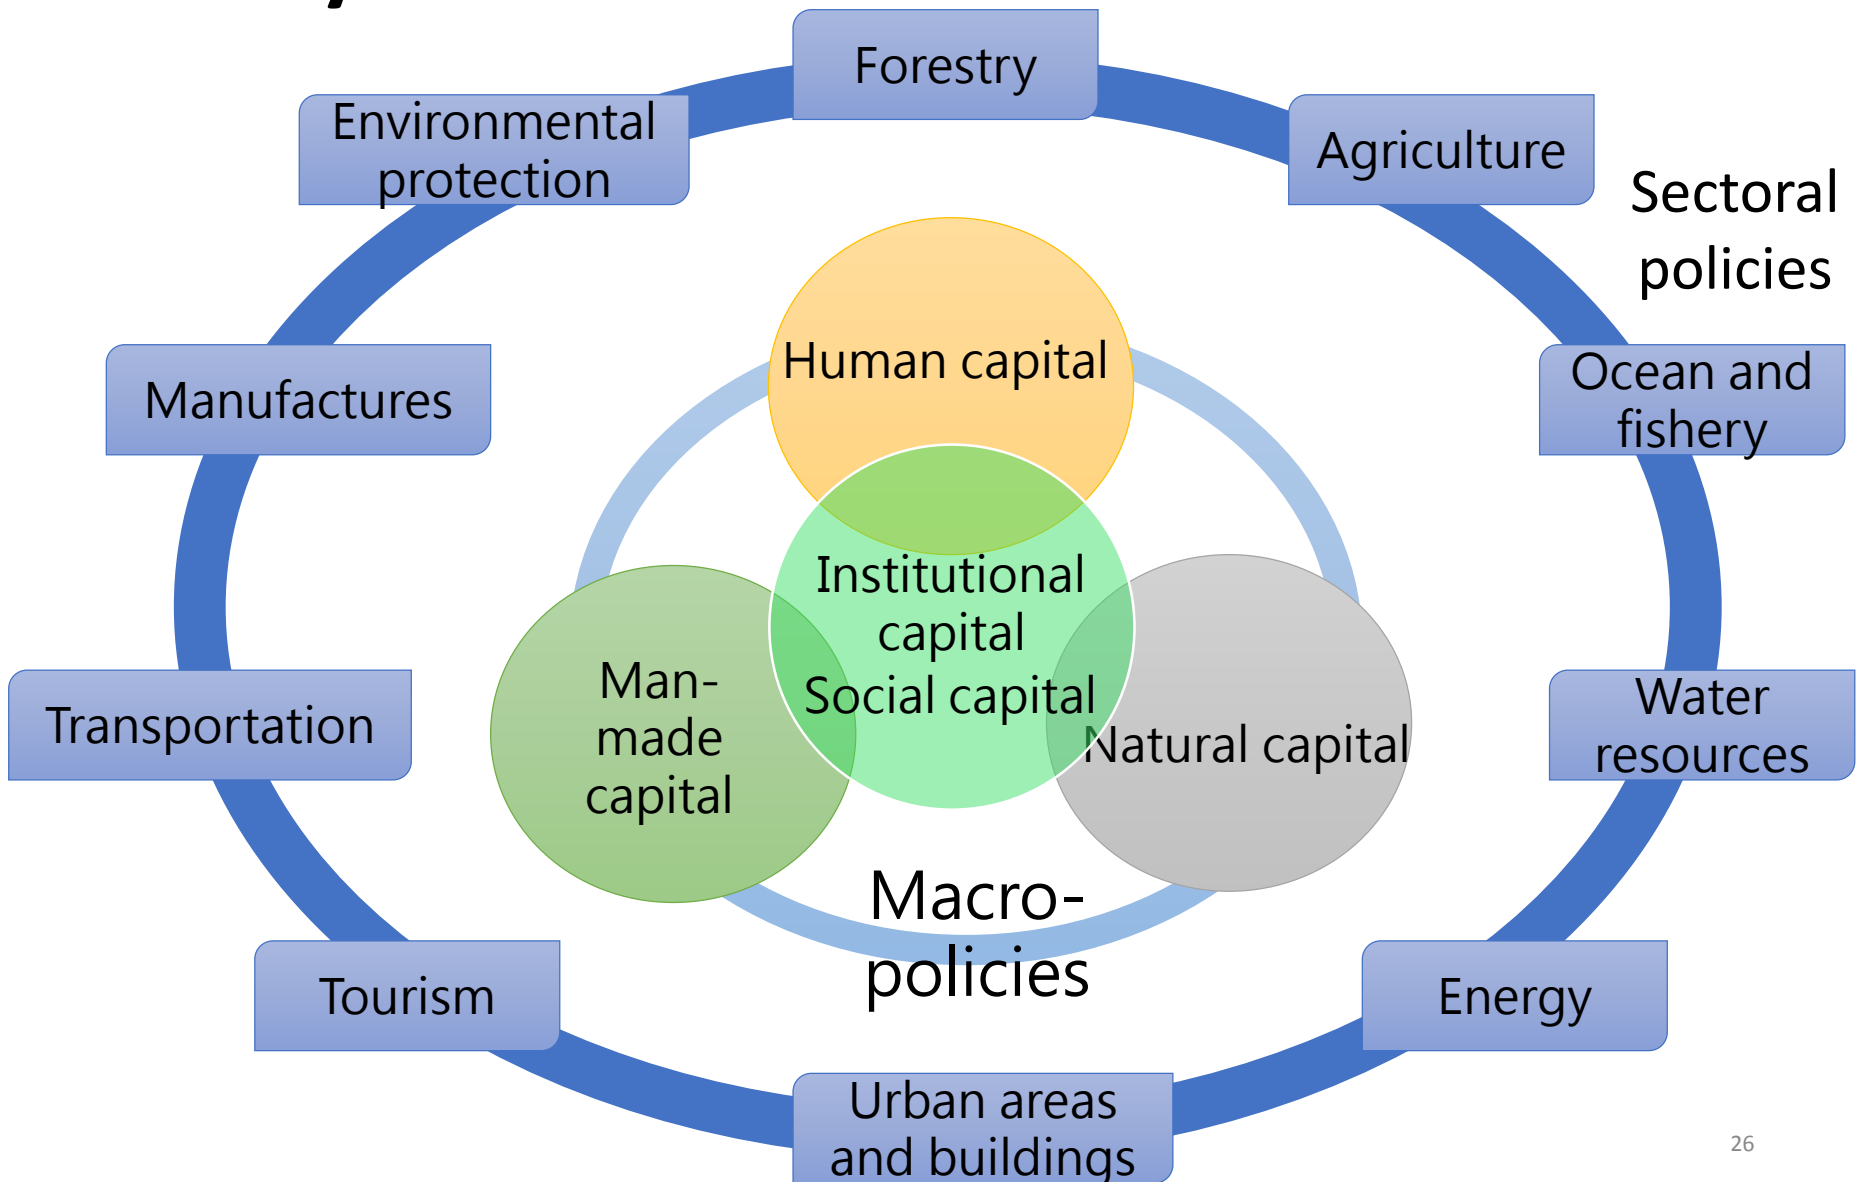 Forestry
Environmental
protection
Agriculture
Sectoral
policies
Human capital
Manufactures
Ocean and
fishery
Institutional
capital
Social capital
Man-
made
capital
Natural capital
Transportation
Water
resources
Macro-
policies
Tourism
Energy
Urban areas
and buildings
26